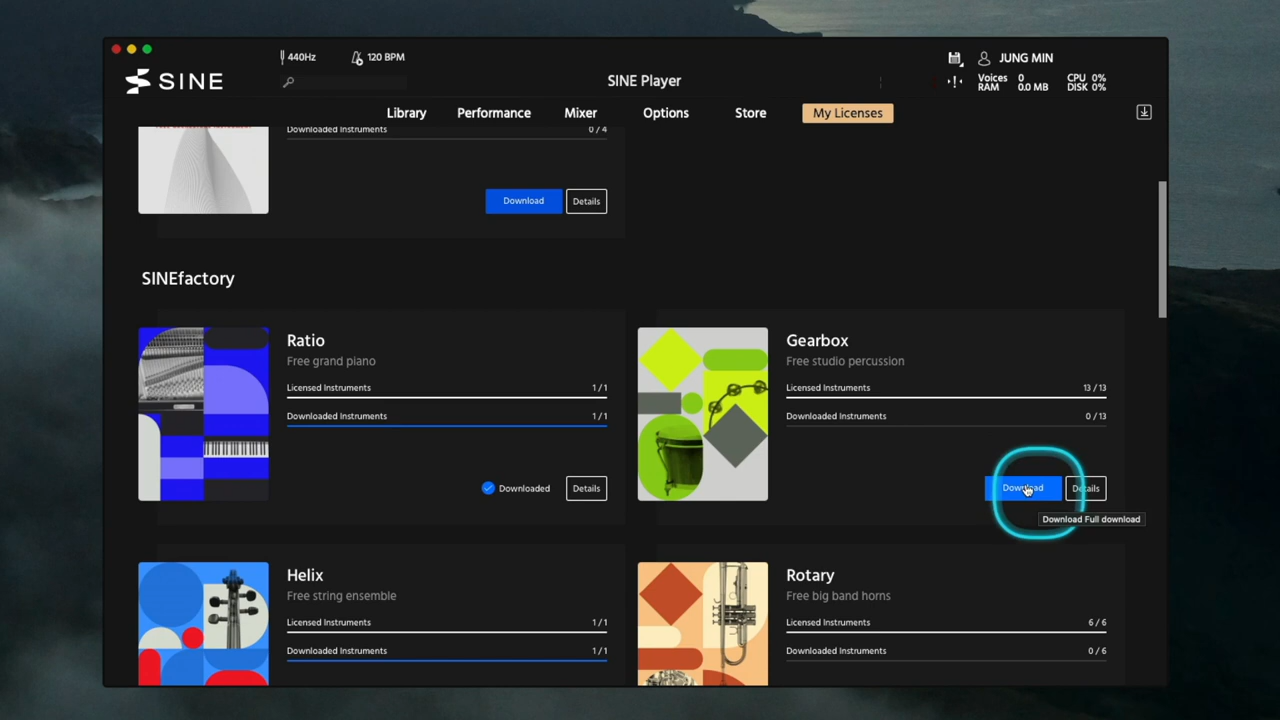 440Hz
120 BPM
JUNG MIN
SINE
SINE Player
Voices 0
RAM 0.0 MB
CPU 0%
DISK 0%
Library
Performance
Mixer
Options
Store
My Licenses
Downloaded Instruments
0 / 4
Download
Details
SINEfactory
Ratio
Free grand piano
Licensed Instruments
1 / 1
Downloaded Instruments
1 / 1
Downloaded
Details
Gearbox
Free studio percussion
Licensed Instruments
13 / 13
Downloaded Instruments
0 / 13
Download
Details
Download Full download
Helix
Free string ensemble
Licensed Instruments
1 / 1
Downloaded Instruments
1 / 1
Rotary
Free big band horns
Licensed Instruments
6 / 6
Downloaded Instruments
0 / 6